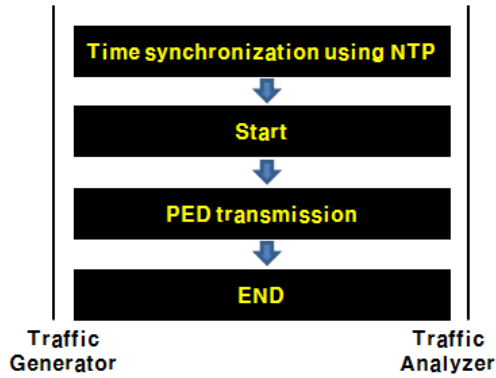 Time synchronization using NTP
Start
PED transmission
END
Traffic Generator
Traffic Analyzer